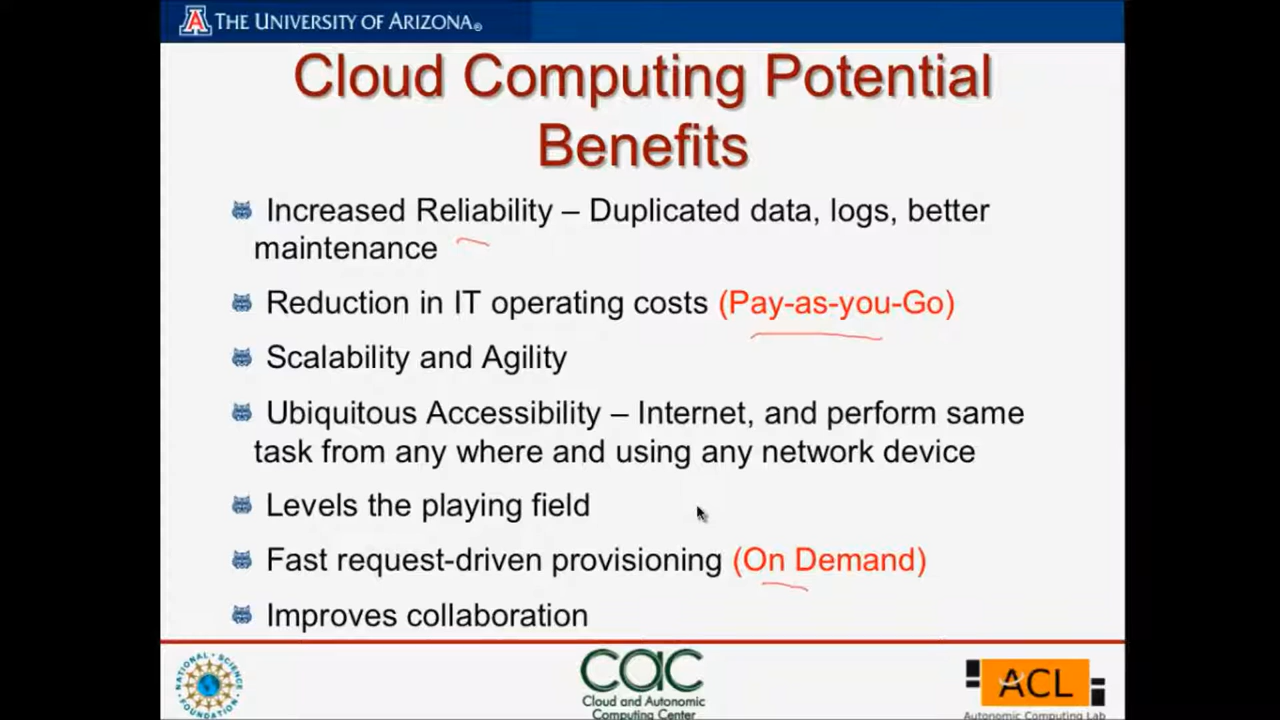 THE UNIVERSITY OF ARIZONA®
Cloud Computing Potential
Benefits
Increased Reliability – Duplicated data, logs, better
maintenance
Reduction in IT operating costs (Pay-as-you-Go)
Scalability and Agility
Ubiquitous Accessibility – Internet, and perform same
task from any where and using any network device
Levels the playing field
Fast request-driven provisioning (On Demand)
Improves collaboration
NATIONAL SCIENCE FOUNDATION
cac
Cloud and Autonomic
Computing Center
ACL
Autonomic Computing Lab